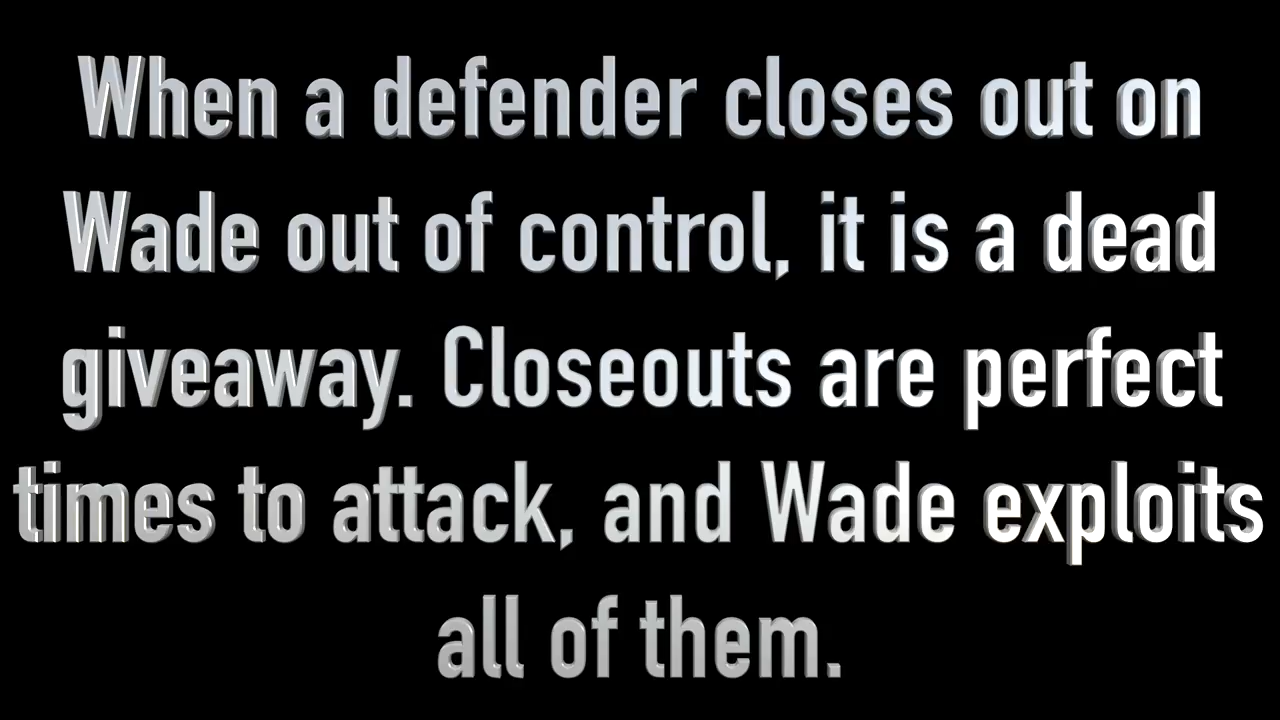 When a defender closes out on
Wade out of control, it is a dead
giveaway. Closeouts are perfect
times to attack, and Wade exploits
all of them.